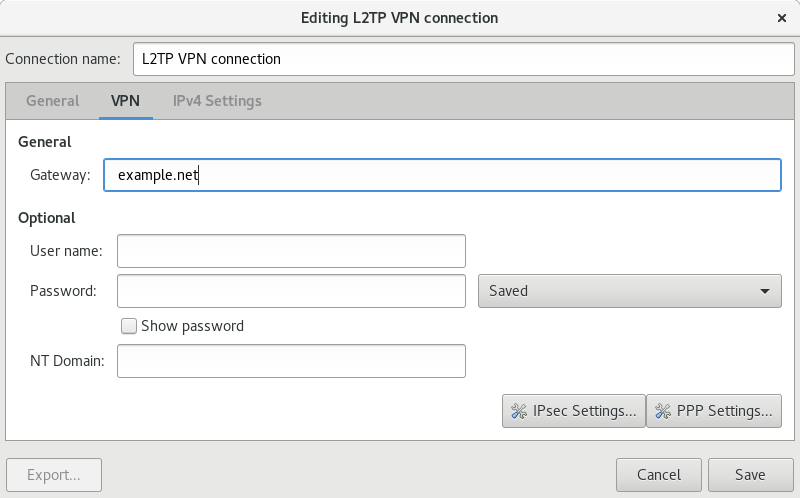 Editing L2TP VPN connection
Connection name: L2TP VPN connection
General VPN IPv4 Settings
General
Gateway: example.net
Optional
User name:
Password: Saved
Show password
NT Domain:
IPsec Settings... PPP Settings...
Export... Cancel Save